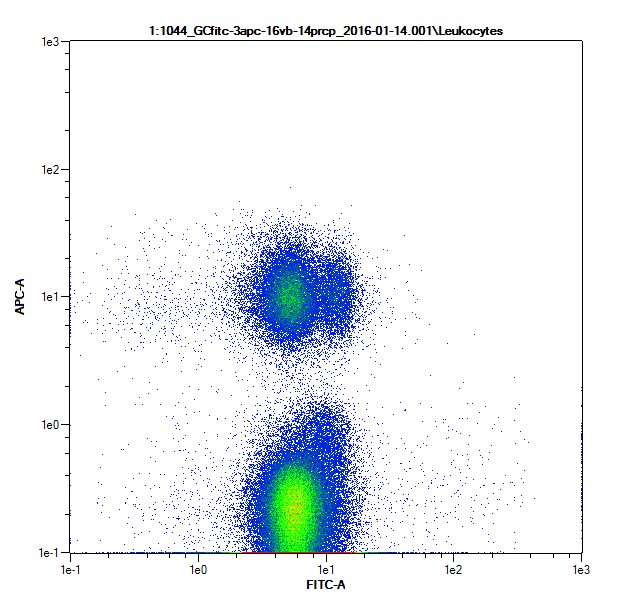 1:1044_GCfitc-3apc-16vb-14prcp_2016-01-14.001\Leukocytes
1e3
1e2
1e1
1e0
1e-1
APC-A
1e-1 1e0 1e1 1e2 1e3
FITC-A